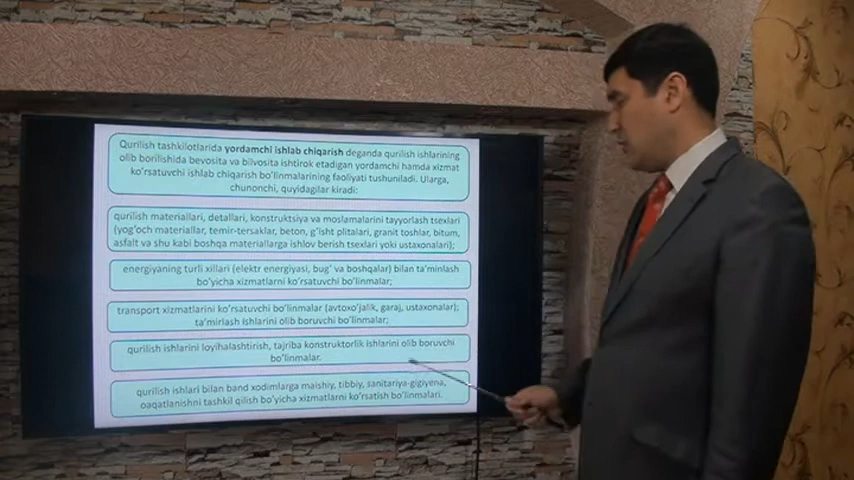 Qurilish tashkilotlarida yordamchi ishlab chiqarish deganda qurilish ishlarining
olib borilishida bevosita va bilvosita ishtirok etadigan yordamchi hamda xizmat
ko'rsatuvchi ishlab chiqarish bo'linmalarining faoliyati tushuniladi. Ularga,
chunonchi, quyidagilar kiradi:
qurilish materiallari, detallari, konstruktsiya va moslamalarini tayyorlash tsexlari
(yog'och materiallar, temir-tersaklar, beton, g'isht plitalari, granit toshlar, bitum,
asfalt va shu kabi boshqa materiallarga ishlov berish tsexlari yoki ustaxonalari);
energiyaning turli xillari (elektr energiyasi, bug' va boshqalar) bilan ta'minlash
bo'yicha xizmatlarni ko'rsatuvchi bo'linmalar;
transport xizmatlarini ko'rsatuvchi bo'linmalar (avtoxo'jalik, garaj, ustaxonalar);
ta'mirlash ishlarini olib boruvchi bo'linmalar;
qurilish ishlarini loyihalashtirish, tajriba konstruktorlik ishlarini olib boruvchi
bo'linmalar.
qurilish ishlari bilan band xodimlarga maishiy, tibbiy, sanitariya-gigiyena,
oaqatlanishni tashkil qilish bo'yicha xizmatlarni ko'rsatish bo'linmalari.